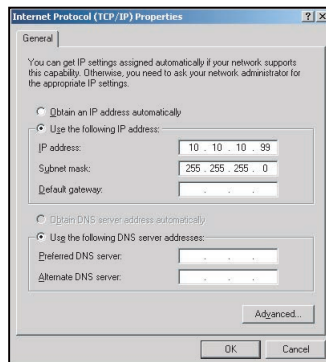 Internet Protocol (TCP/IP) Properties
General
You can get IP settings assigned automatically if your network supports
this capability. Otherwise, you need to ask your network administrator for
the appropriate IP settings.
Obtain an IP address automatically
Use the following IP address:
IP address: 10 . 10 . 10 . 99
Subnet mask: 255 . 255 . 255 . 0
Default gateway: . . .
Obtain DNS server address automatically
Use the following DNS server addresses:
Preferred DNS server: . . .
Alternate DNS server: . . .
Advanced...
OK Cancel